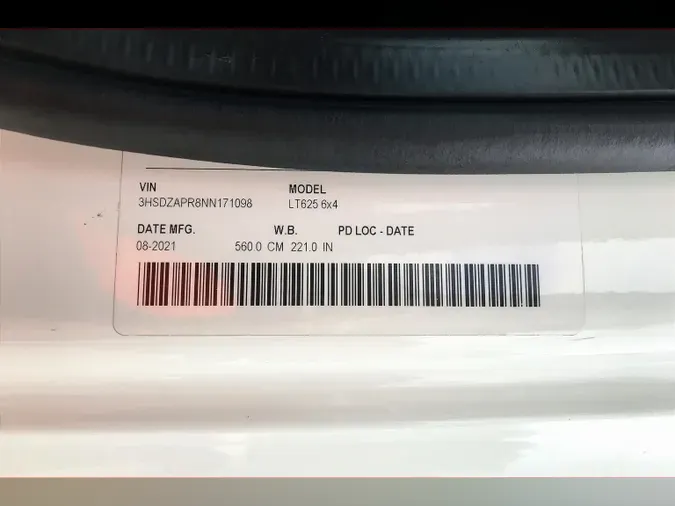 VIN MODEL
3HSDZAPR8NN171098 LT625 6x4
DATE MFG. W.B. PD LOC - DATE
08-2021 560.0 CM 221.0 IN